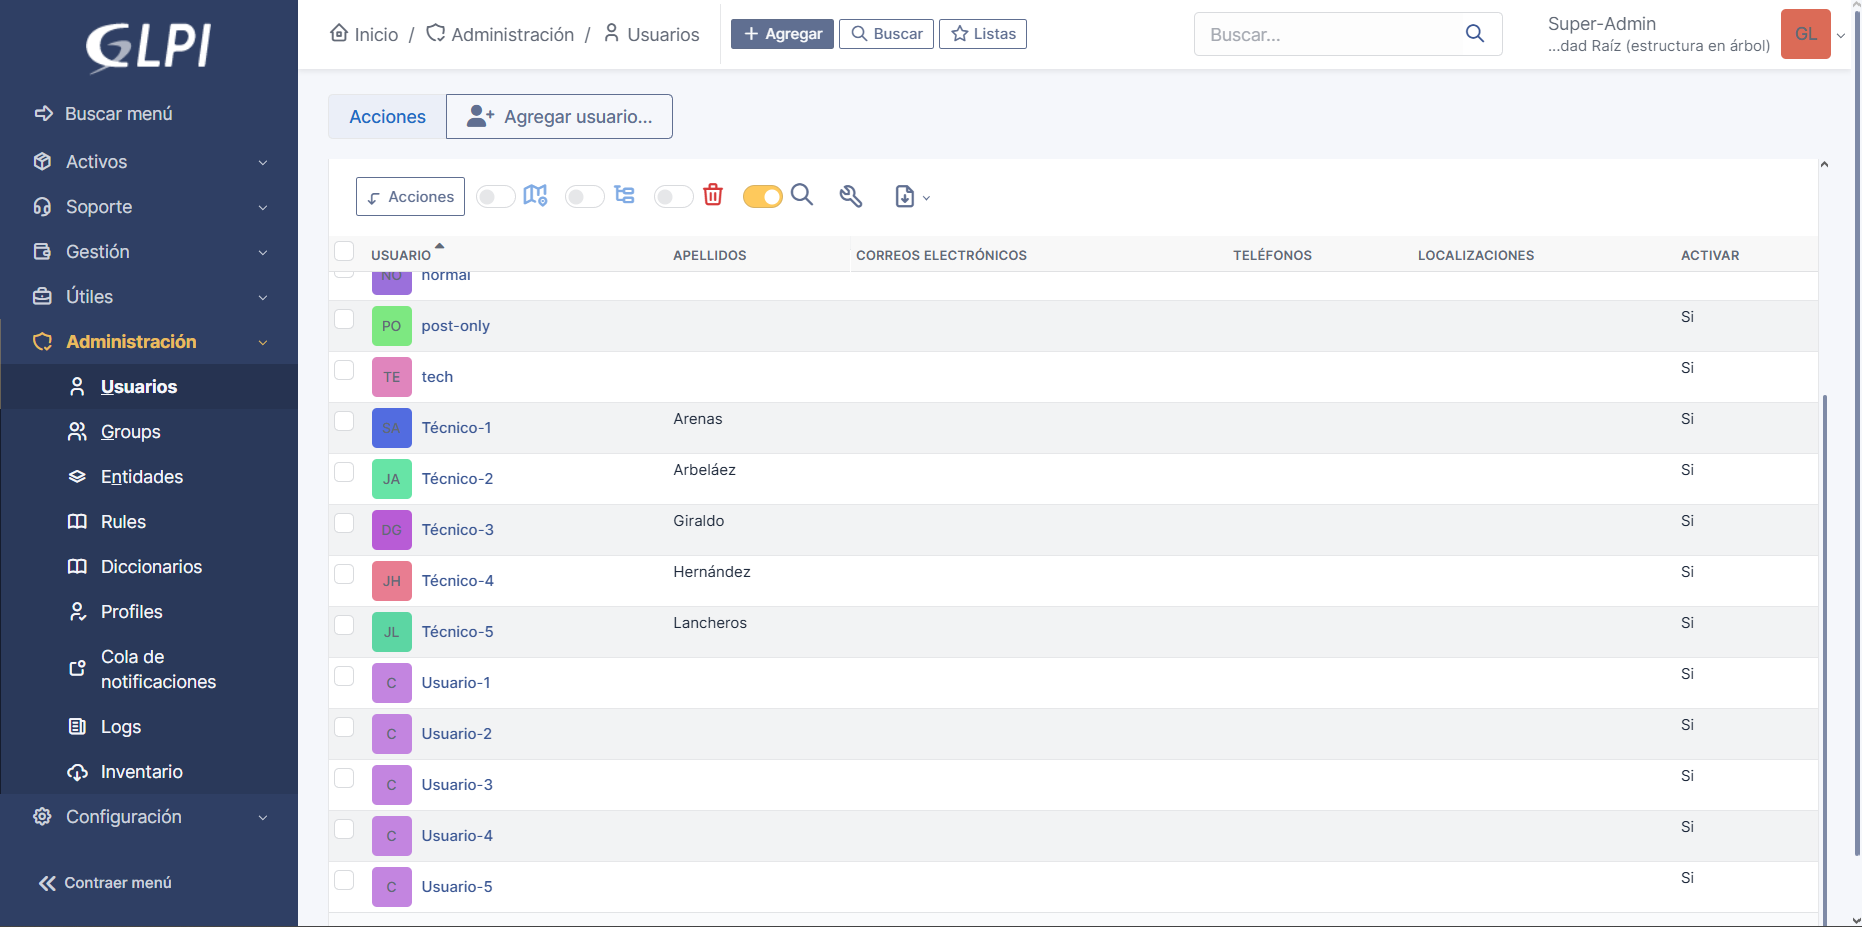 GLPI
Buscar menú
Activos
Soporte
Gestión
Útiles
Administración
Usuarios
Groups
Entidades
Rules
Diccionarios
Profiles
Cola de
notificaciones
Logs
Inventario
Configuración
Contraer menú
Inicio / Administración / Usuarios
Agregar
Buscar
Listas
Buscar...
Super-Admin
...dad Raíz (estructura en árbol)
GL
Acciones
Agregar usuario...
Acciones
USUARIO APELLIDOS CORREOS ELECTRÓNICOS TELÉFONOS LOCALIZACIONES ACTIVAR
NO normal
PO post-only Si
TE tech Si
SA Técnico-1 Arenas Si
JA Técnico-2 Arbeláez Si
DG Técnico-3 Giraldo Si
JH Técnico-4 Hernández Si
JL Técnico-5 Lancheros Si
C Usuario-1 Si
C Usuario-2 Si
C Usuario-3 Si
C Usuario-4 Si
C Usuario-5 Si